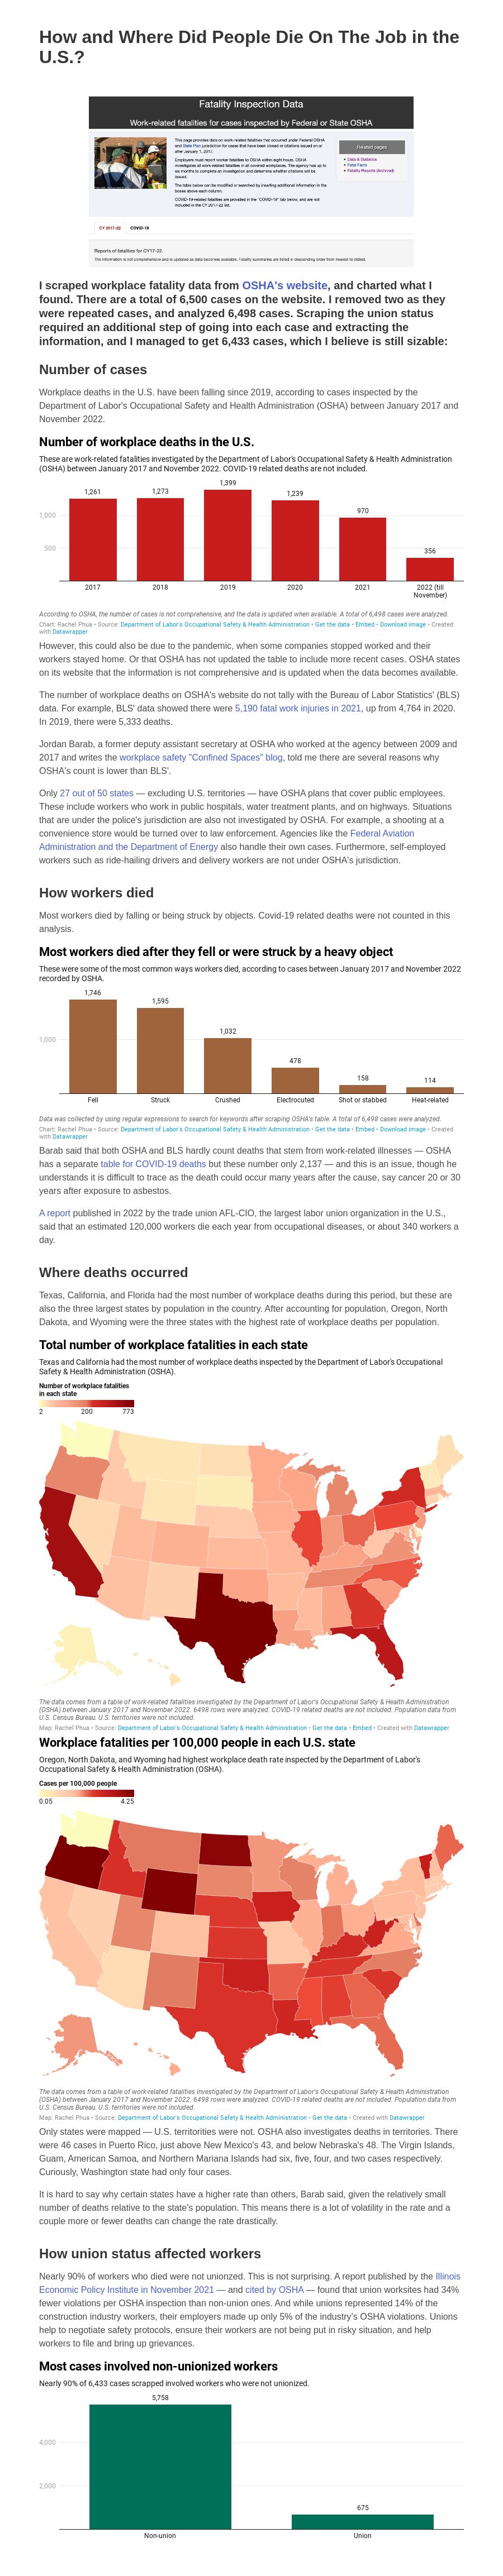 How and Where Did People Die On The Job in the
U.S.?
Fatality Inspection Data
Work-related fatalities for cases inspected by Federal or State OSHA
This page provides data on work-related fatalities that occurred under Federal OSHA
and State Plan jurisdiction for cases that have been closed or citations issued on or
after January 1, 2017.
Employers must report worker fatalities to OSHA within eight hours. OSHA
investigates all work-related fatalities in all covered workplaces. The agency has up to
six months to complete an investigation and determine whether citations will be
issued.
The table below can be modified or searched by inserting additional information in the
boxes above each column.
COVID-19 related fatalities are provided in the "COVID-19" tab below, and are not
included in the CY 2017-22 list.
Related pages
Data & Statistics
Fatal Facts
Fatality Reports (Archived)
CY 2017-22 COVID-19
Reports of fatalities for CY17-22.
The information is not comprehensive and is updated as data becomes available. Fatality summaries are listed in descending order from newest to oldest.
I scraped workplace fatality data from OSHA's website, and charted what I
found. There are a total of 6,500 cases on the website. I removed two as they
were repeated cases, and analyzed 6,498 cases. Scraping the union status
required an additional step of going into each case and extracting the
information, and I managed to get 6,433 cases, which I believe is still sizable:
Number of cases
Workplace deaths in the U.S. have been falling since 2019, according to cases inspected by the
Department of Labor's Occupational Safety and Health Administration (OSHA) between January 2017 and
November 2022.
Number of workplace deaths in the U.S.
These are workplace deaths investigated by the Department of Labor's Occupational Safety & Health Administration
(OSHA) between January 2017 and November 2022. COVID-19 related deaths are not included.
1,261
1,273
1,399
1,239
970
356
1,000
500
2017
2018
2019
2020
2021
2022 (till
November)
According to OSHA, the number of cases is not comprehensive, and the data is updated when available. A total of 6,498 cases were analyzed.
Chart: Rachel Phua • Source: Department of Labor's Occupational Safety & Health Administration • Get the data • Embed • Download image • Created
with Datawrapper
However, this could also be due to the pandemic, when some companies stopped worked and their
workers stayed home. Or that OSHA has not updated the table to include more recent cases. OSHA states
on its website that the information is not comprehensive and is updated when the data becomes available.
The number of workplace deaths on OSHA's website do not tally with the Bureau of Labor Statistics' (BLS)
data. For example, BLS' data showed there were 5,190 fatal work injuries in 2021, up from 4,764 in 2020.
In 2019, there were 5,333 deaths.
Jordan Barab, a former deputy assistant secretary at OSHA who worked at the agency between 2009 and
2017 and writes the workplace safety "Confined Spaces" blog, told me there are several reasons why
OSHA's count is lower than BLS'.
Only 27 out of 50 states — excluding U.S. territories — have OSHA plans that cover public employees.
These include workers who work in public hospitals, water treatment plants, and on highways. Situations
that are under the police's jurisdiction are also not investigated by OSHA. For example, a shooting at a
convenience store would be turned over to law enforcement. Agencies like the Federal Aviation
Administration and the Department of Energy also handle their own cases. Furthermore, self-employed
workers such as ride-hailing drivers and delivery workers are not under OSHA's jurisdiction.
How workers died
Most workers died by falling or being struck by objects. Covid-19 related deaths were not counted in this
analysis.
Most workers died after they fell or were struck by a heavy object
These were some of the most common ways workers died, according to cases between January 2017 and November 2022
recorded by OSHA.
1,746
1,595
1,032
478
158
114
1,000
Fell
Struck
Crushed
Electrocuted
Shot or stabbed
Heat-related
Data was collected by using regular expressions to search for keywords after scraping OSHA's table. A total of 6,498 cases were analyzed.
Chart: Rachel Phua • Source: Department of Labor's Occupational Safety & Health Administration • Get the data • Embed • Download image • Created
with Datawrapper
Barab said that both OSHA and BLS hardly count deaths that stem from work-related illnesses — OSHA
has a separate table for COVID-19 deaths but these number only 2,137 — and this is an issue, though he
understands it is difficult to trace as the death could occur many years after the cause, say cancer 20 or 30
years after exposure to asbestos.
A report published in 2022 by the trade union AFL-CIO, the largest labor union organization in the U.S.,
said that an estimated 120,000 workers die each year from occupational diseases, or about 340 workers a
day.
Where deaths occurred
Texas, California, and Florida had the most number of workplace deaths during this period, but these are
also the three largest states by population in the country. After accounting for population, Oregon, North
Dakota, and Wyoming were the three states with the highest rate of workplace deaths per population.
Total number of workplace fatalities in each state
Texas and California had the most number of workplace deaths inspected by the Department of Labor's Occupational
Safety & Health Administration (OSHA).
Number of workplace fatalities
in each state
2
200
773
The data comes from a table of work-related fatalities investigated by the Department of Labor's Occupational Safety & Health Adminstration
(OSHA) between January 2017 and November 2022. 6498 rows were analyzed. COVID-19 related deaths are not included. Population data from
U.S. Census Bureau. U.S. territories were not included.
Map: Rachel Phua • Source: Department of Labor's Occupational Safety & Health Administration • Get the data • Embed • Created with Datawrapper
Workplace fatalities per 100,000 people in each U.S. state
Oregon, North Dakota, and Wyoming had highest workplace death rate inspected by the Department of Labor's
Occupational Safety & Health Administration (OSHA).
Cases per 100,000 people
0.05
4.25
The data comes from a table of work-related fatalities investigated by the Department of Labor's Occupational Safety & Health Adminstration
(OSHA) between January 2017 and November 2022. 6498 rows were analyzed. COVID-19 related deaths are not included. Population data from
U.S. Census Bureau. U.S. territories were not included.
Map: Rachel Phua • Source: Department of Labor's Occupational Safety & Health Administration • Get the data • Created with Datawrapper
Only states were mapped — U.S. territories were not. OSHA also investigates deaths in territories. There
were 46 cases in Puerto Rico, just above New Mexico's 43, and below Nebraska's 48. The Virgin Islands,
Guam, American Samoa, and Northern Mariana Islands had six, five, four, and two cases respectively.
Curiously, Washington state had only four cases.
It is hard to say why certain states have a higher rate than others, Barab said, given the relatively small
number of deaths relative to the state's population. This means there is a lot of volatility in the rate and a
couple more or fewer deaths can change the rate drastically.
How union status affected workers
Nearly 90% of workers who died were not unionzed. This is not surprising. A report published by the Illinois
Economic Policy Institute in November 2021 — and cited by OSHA — found that union worksites had 34%
fewer violations per OSHA inspection than non-union ones. And while unions represented 14% of the
construction industry workers, their employers made up only 5% of the industry's OSHA violations. Unions
help to negotiate safety protocols, ensure their workers are not being put in risky situation, and help
workers to file and bring up grievances.
Most cases involved non-unionized workers
Nearly 90% of 6,433 cases scrapped involved workers who were not unionized.
5,758
675
4,000
2,000
Non-union
Union